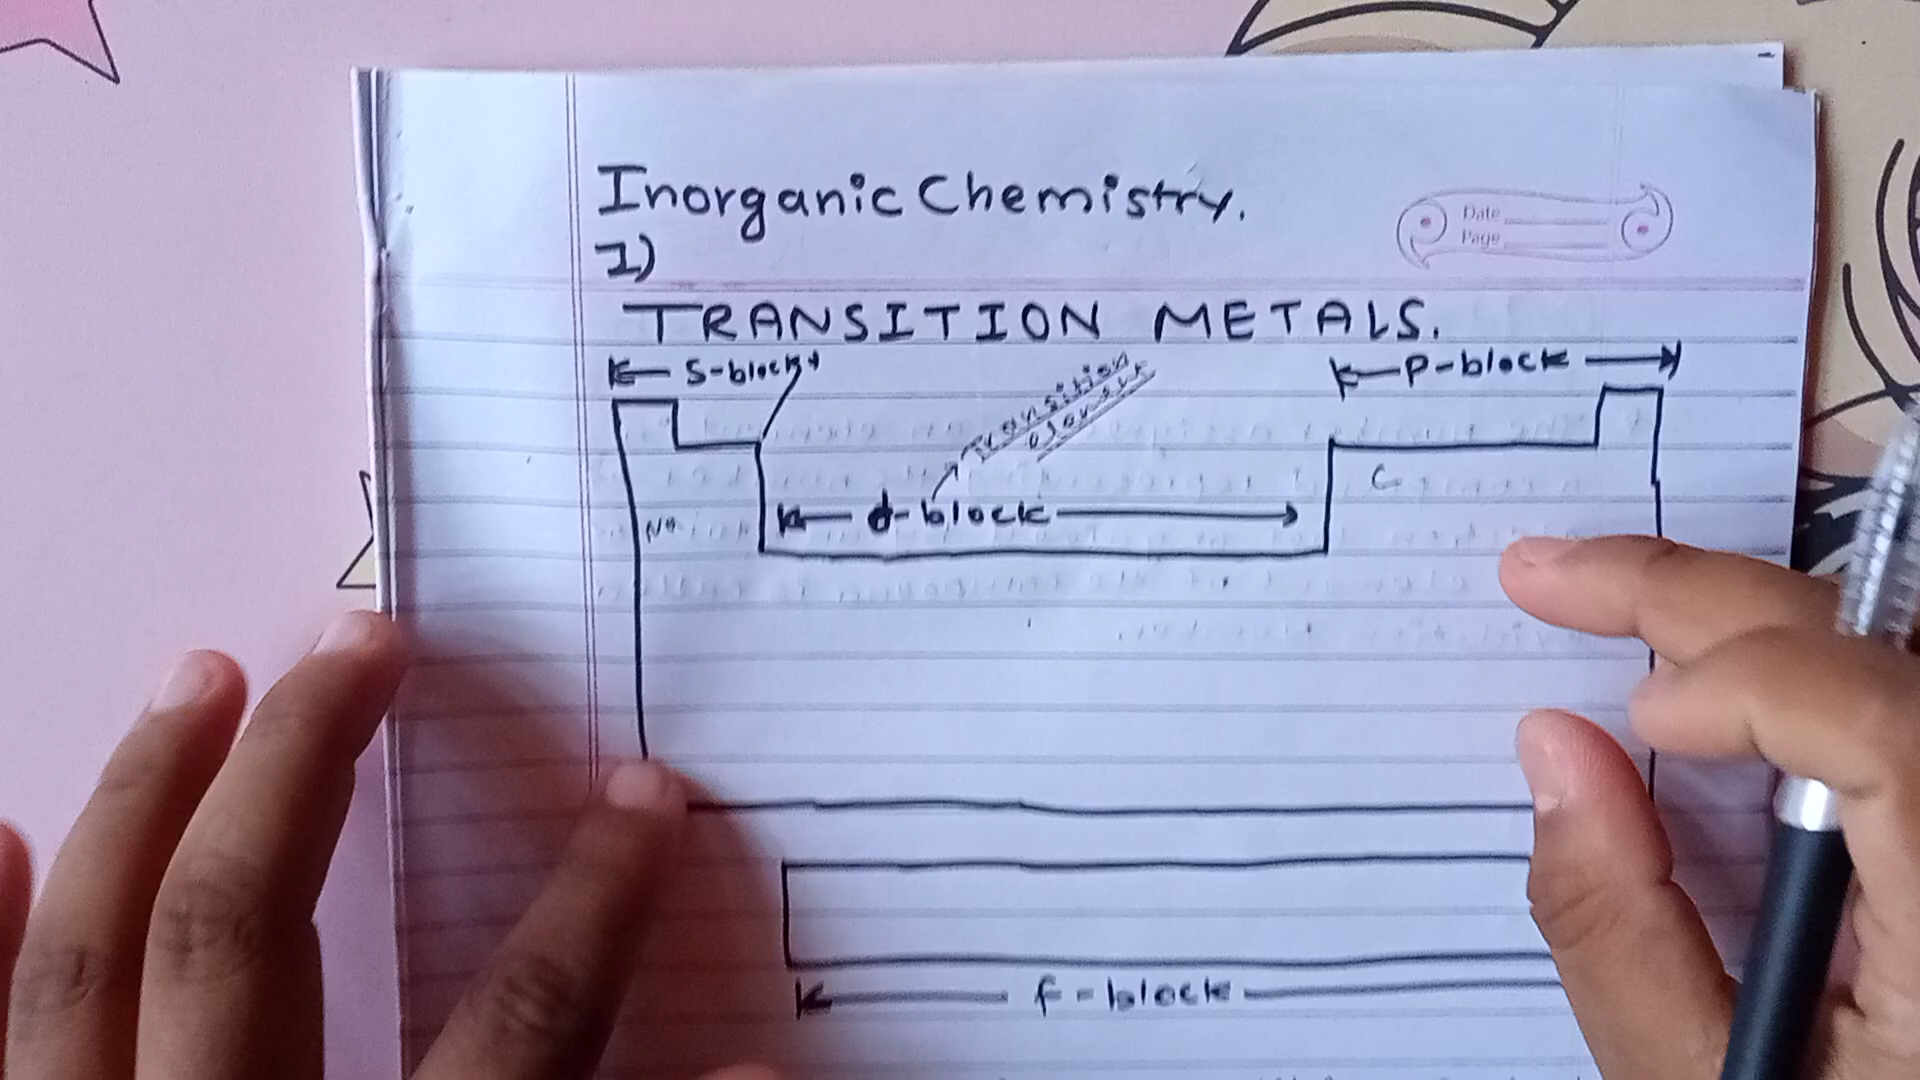 Inorganic Chemistry.
Date
Page
1)
TRANSITION METALS.
S-block
P-block
Transition
C
Na
d-block
f-block